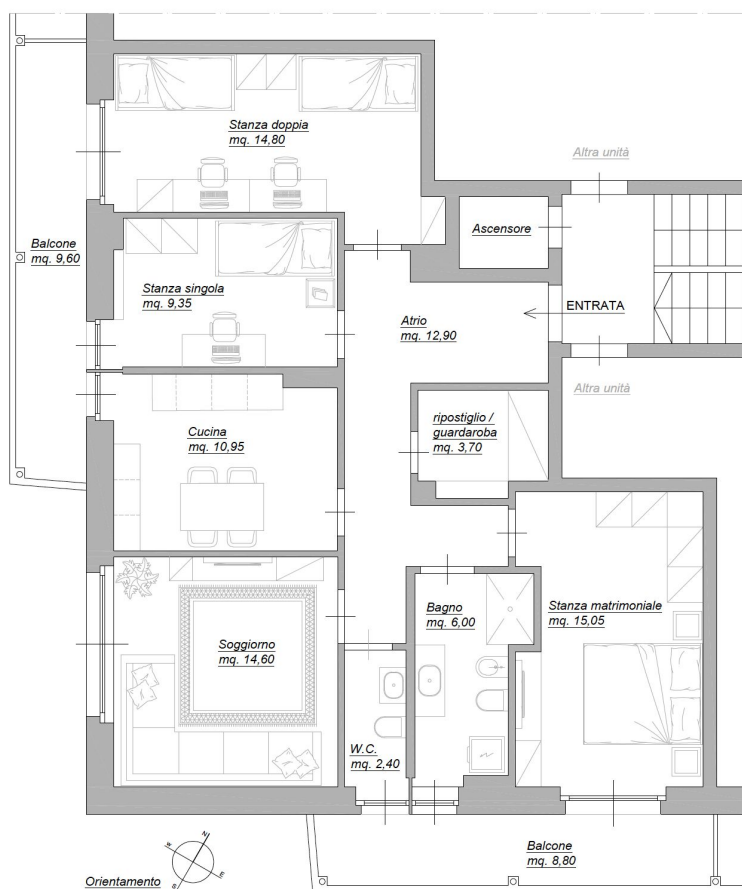 Stanza doppia
mq. 14,80
Altra unità
Ascensore
Balcone
mq. 9,60
Stanza singola
mq. 9,35
ENTRATA
Atrio
mq. 12,90
Altra unità
ripostiglio /
guardaroba
mq. 3,70
Cucina
mq. 10,95
Bagno
mq. 6,00
Stanza matrimoniale
mq. 15,05
Soggiorno
mq. 14,60
W.C.
mq. 2,40
Balcone
mq. 8,80
Orientamento
N
W
E
S